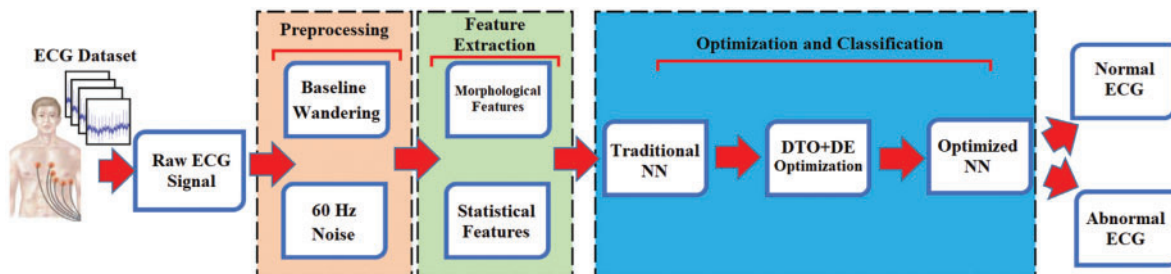 ECG Dataset
Raw ECG
Signal
Preprocessing
Baseline
Wandering
60 Hz
Noise
Feature
Extraction
Morphological
Features
Statistical
Features
Optimization and Classification
Traditional
NN
DTO+DE
Optimization
Optimized
NN
Normal
ECG
Abnormal
ECG